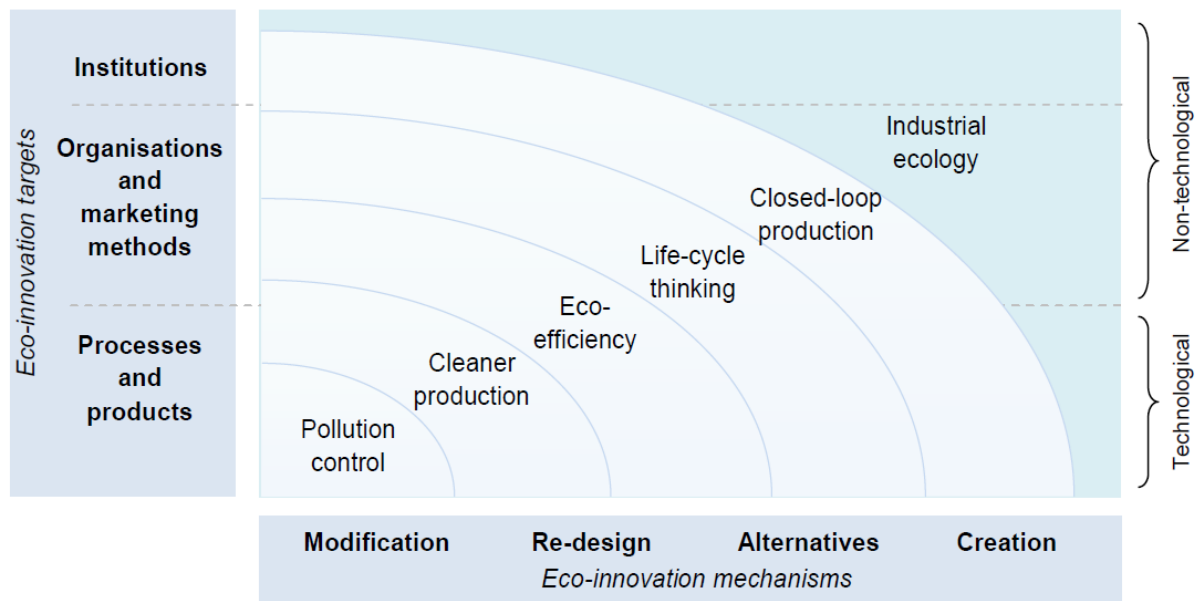 Eco-innovation targets
Institutions
Organisations
and
marketing
methods
Processes
and
products
Industrial
ecology
Closed-loop
production
Life-cycle
thinking
Eco-
efficiency
Cleaner
production
Pollution
control
Non-technological
Technological
Modification
Re-design
Alternatives
Creation
Eco-innovation mechanisms